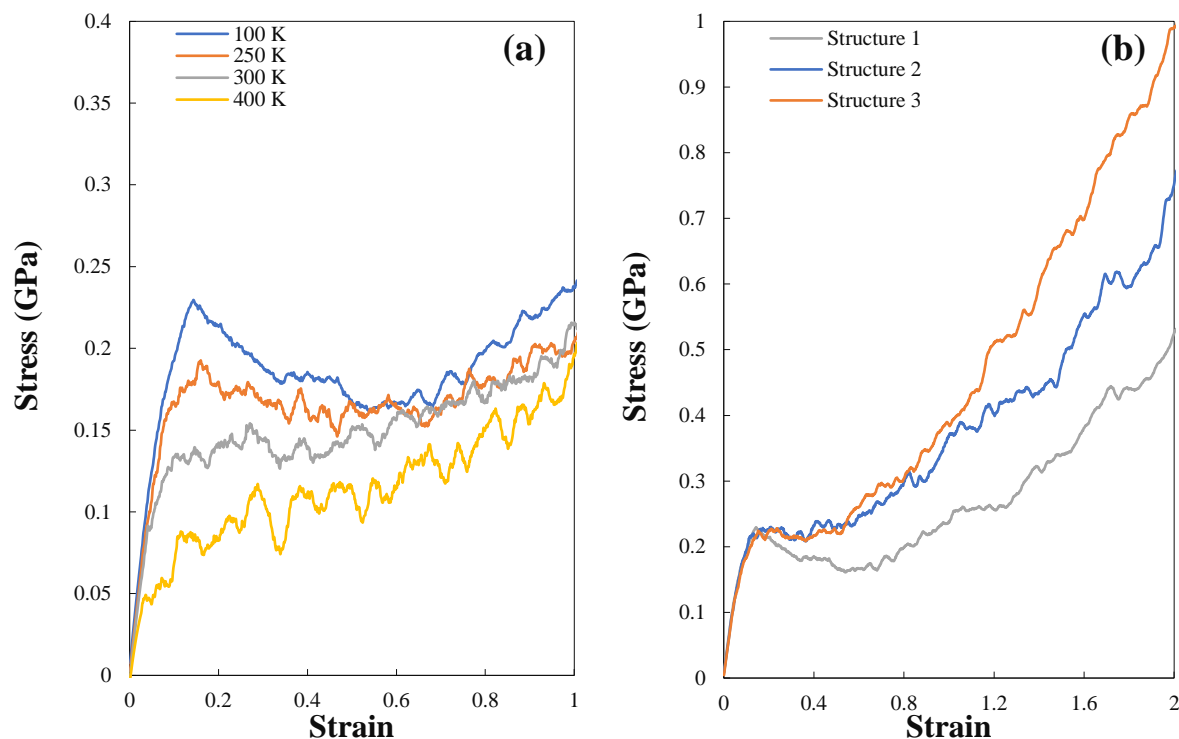 (a)
100 K
250 K
300 K
400 K
Stress (GPa)
0.4
0.35
0.3
0.25
0.2
0.15
0.1
0.05
0
0 0.2 0.4 0.6 0.8 1
Strain
(b)
Structure 1
Structure 2
Structure 3
Stress (GPa)
1
0.9
0.8
0.7
0.6
0.5
0.4
0.3
0.2
0.1
0
0 0.4 0.8 1.2 1.6 2
Strain